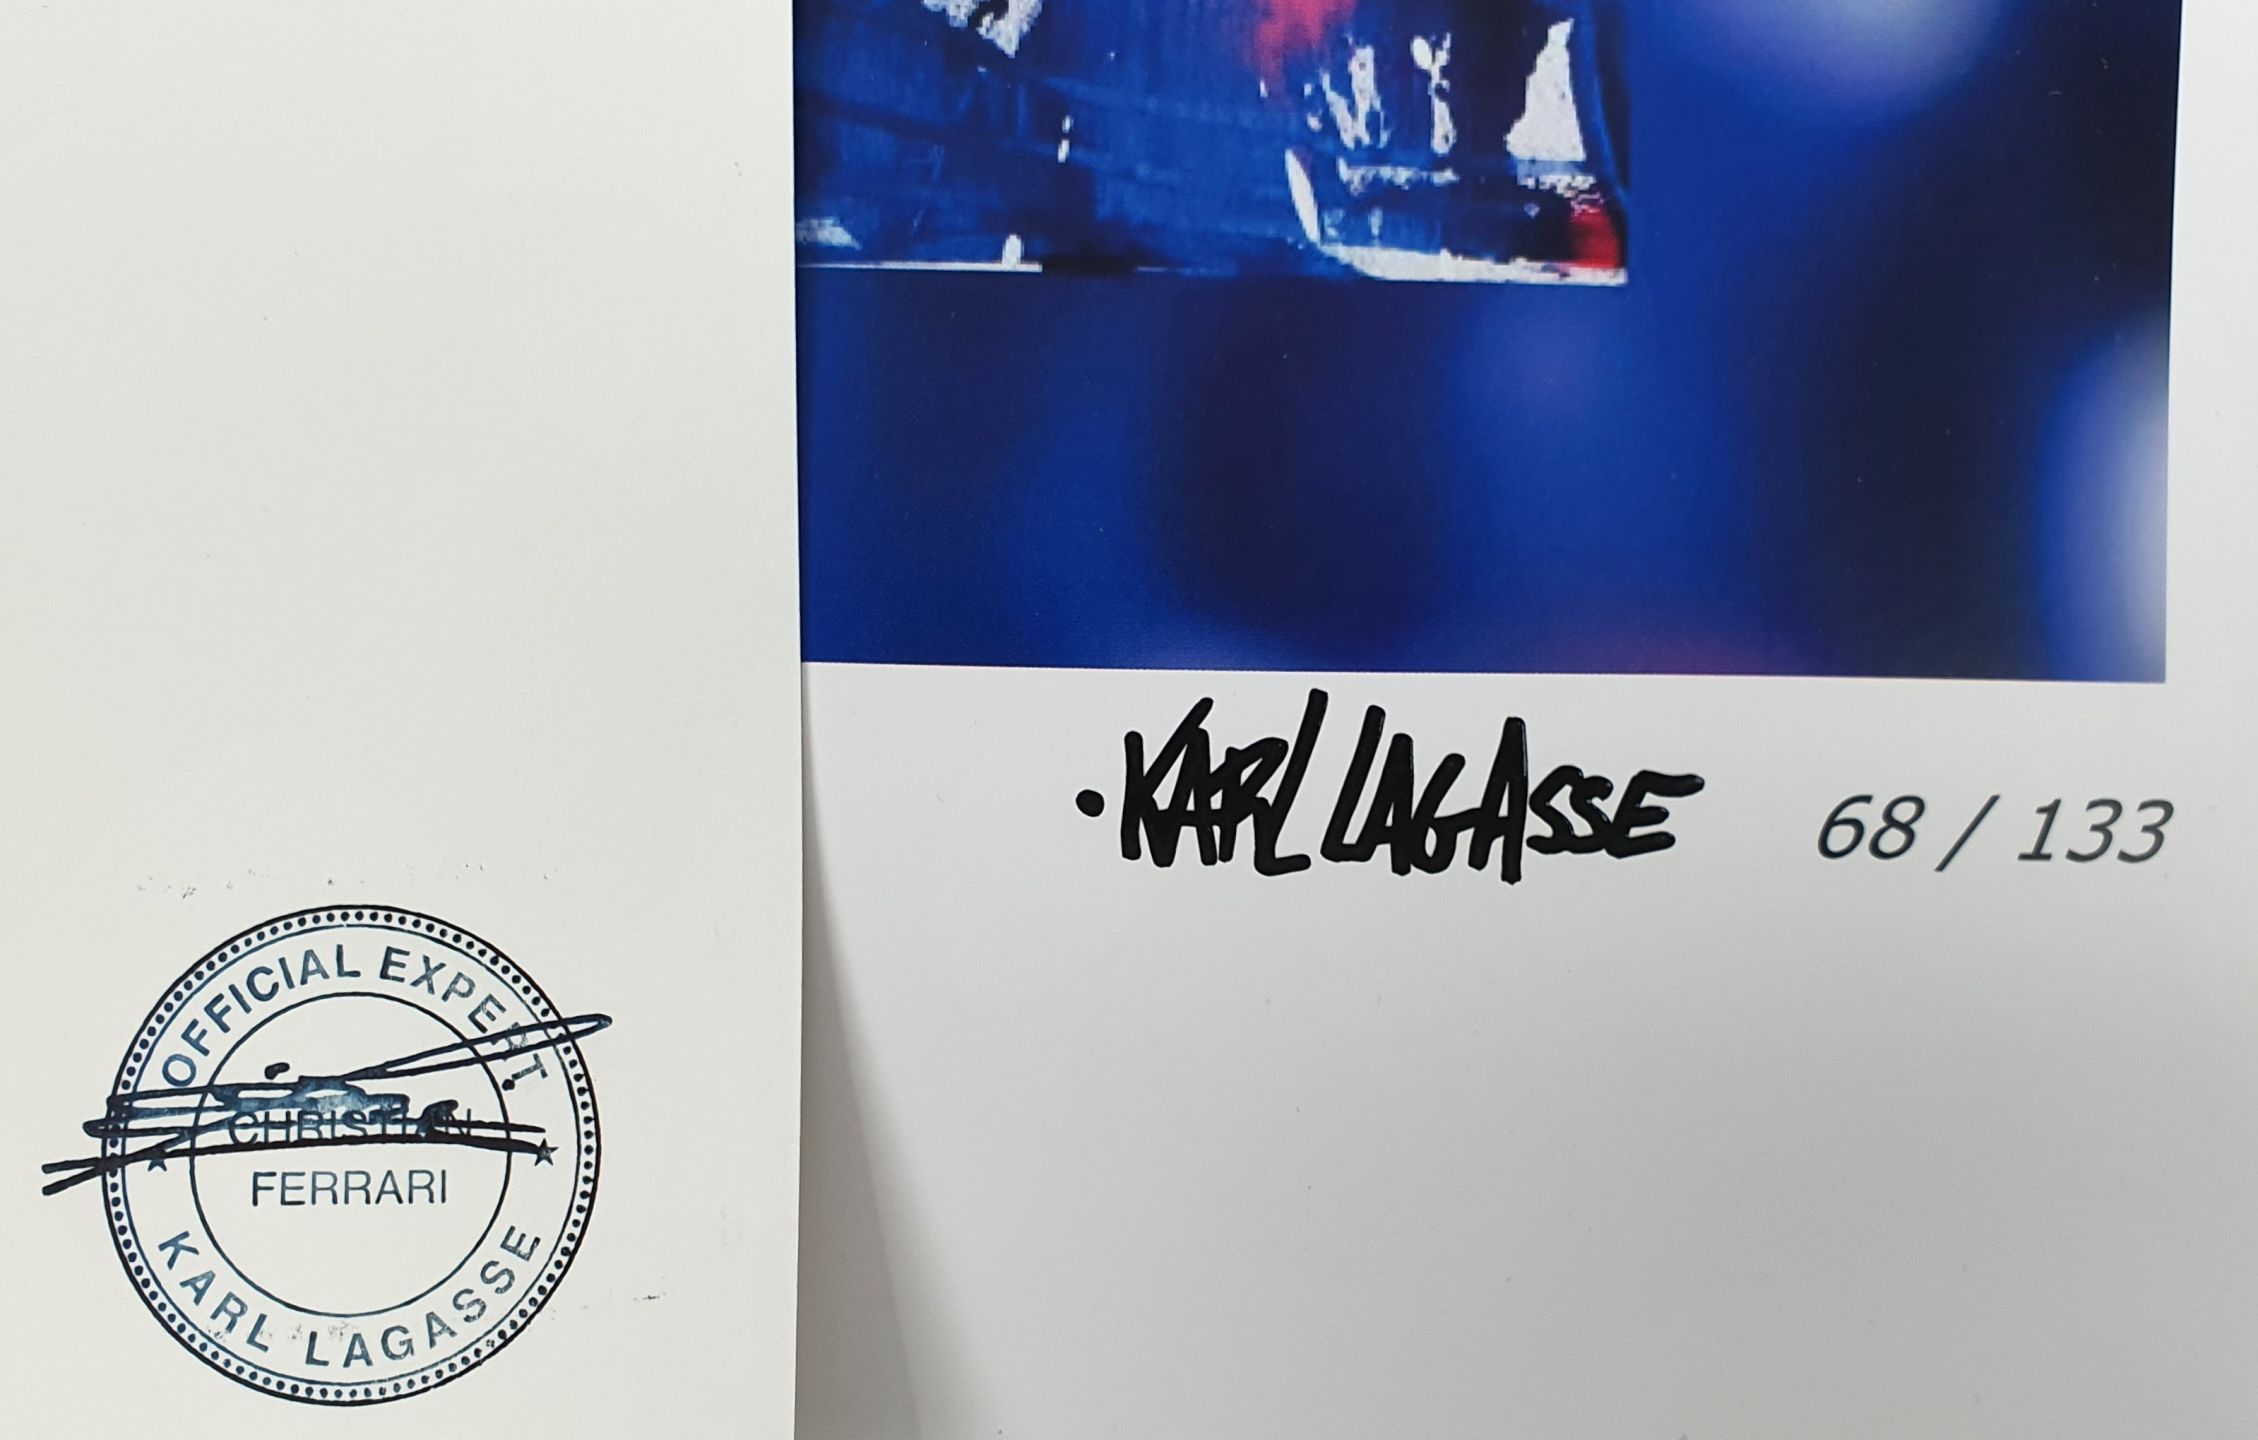 ·KARL LAGASSE
68 / 133
OFFICIAL EXPERT
CHRISTIAN
FERRARI
KARL LAGASSE